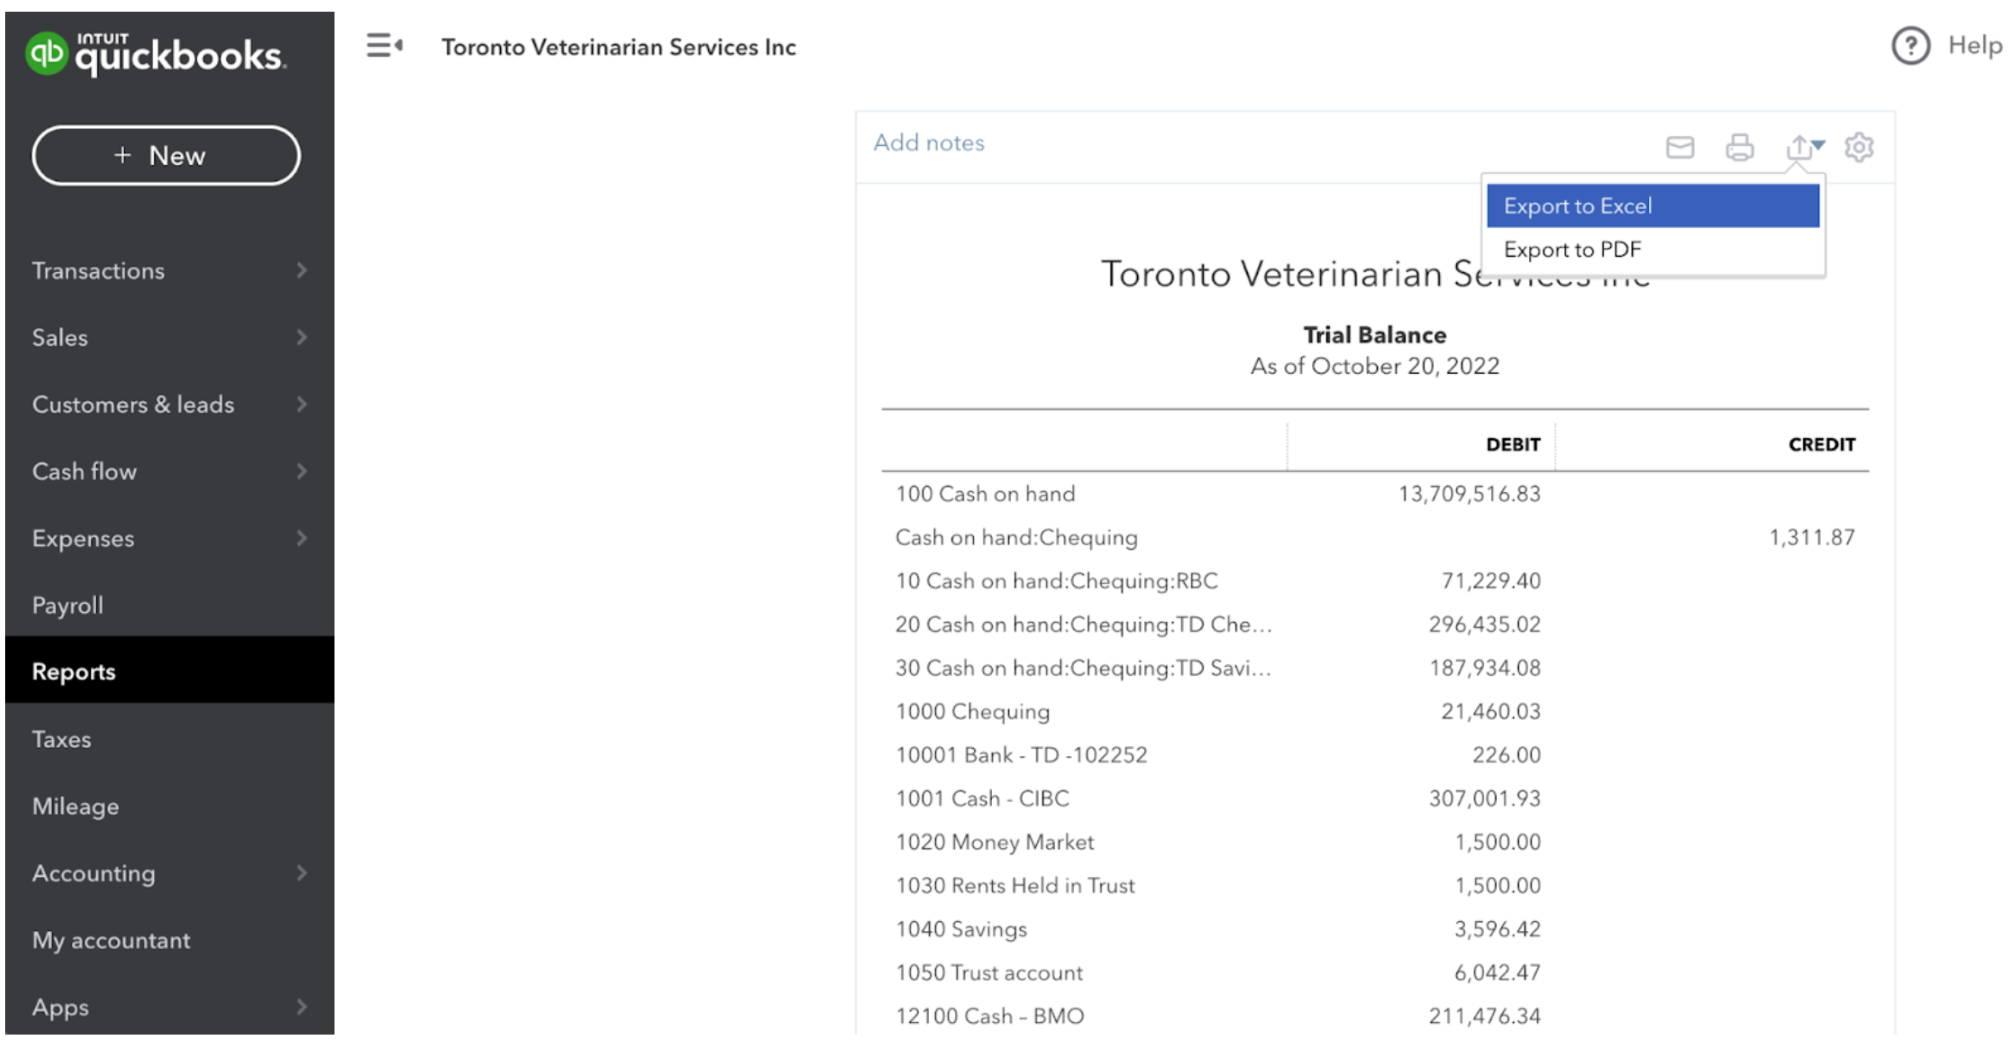 INTUIT
quickbooks.
+ New
Transactions
Sales
Customers & leads
Cash flow
Expenses
Payroll
Reports
Taxes
Mileage
Accounting
My accountant
Apps
Toronto Veterinarian Services Inc
? Help
Add notes
Export to Excel
Export to PDF
Toronto Veterinarian Services Inc
Trial Balance
As of October 20, 2022
DEBIT CREDIT
100 Cash on hand 13,709,516.83
Cash on hand:Chequing 1,311.87
10 Cash on hand:Chequing:RBC 71,229.40
20 Cash on hand:Chequing:TD Che... 296,435.02
30 Cash on hand:Chequing:TD Savi... 187,934.08
1000 Chequing 21,460.03
10001 Bank - TD -102252 226.00
1001 Cash - CIBC 307,001.93
1020 Money Market 1,500.00
1030 Rents Held in Trust 1,500.00
1040 Savings 3,596.42
1050 Trust account 6,042.47
12100 Cash – BMO 211,476.34